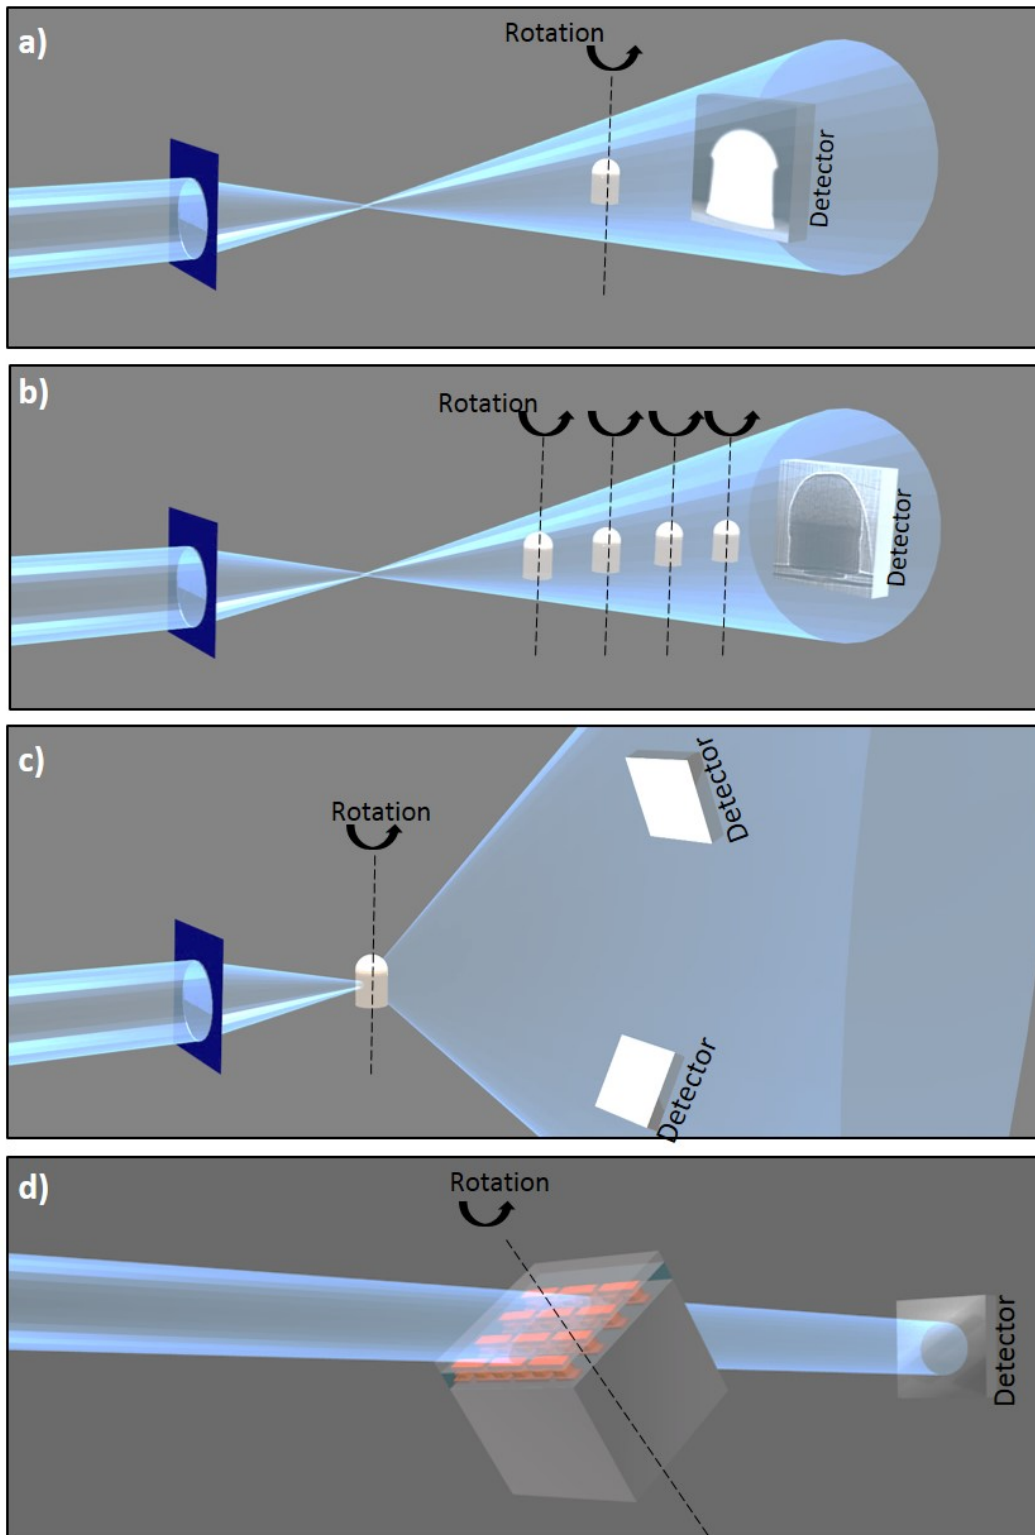 a)
Rotation
Detector
b)
Rotation
Detector
c)
Rotation
Detector
Detector
d)
Rotation
Detector